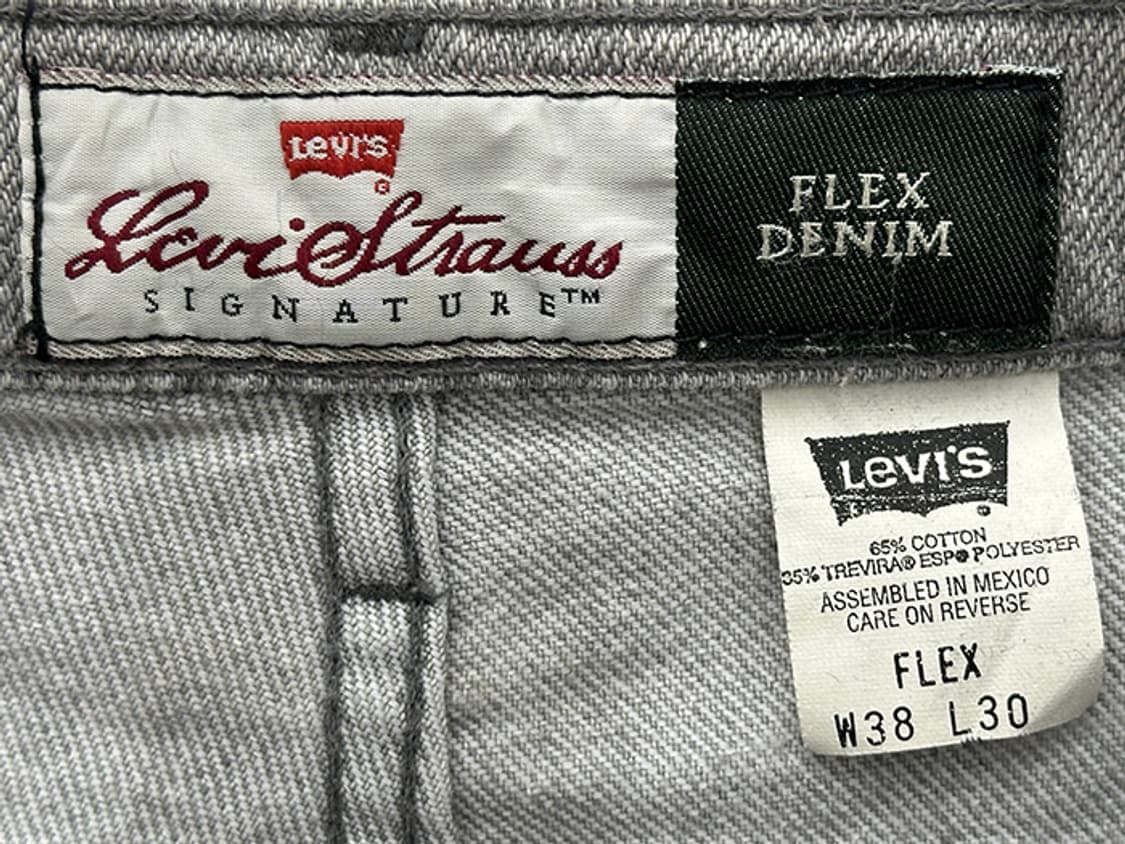 Levi's
Levi Strauss
SIGNATURE™
FLEX
DENIM
LEVI'S
65% COTTON
35% TREVIRA® ESP® POLYESTER
ASSEMBLED IN MEXICO
CARE ON REVERSE
FLEX
W38 L30